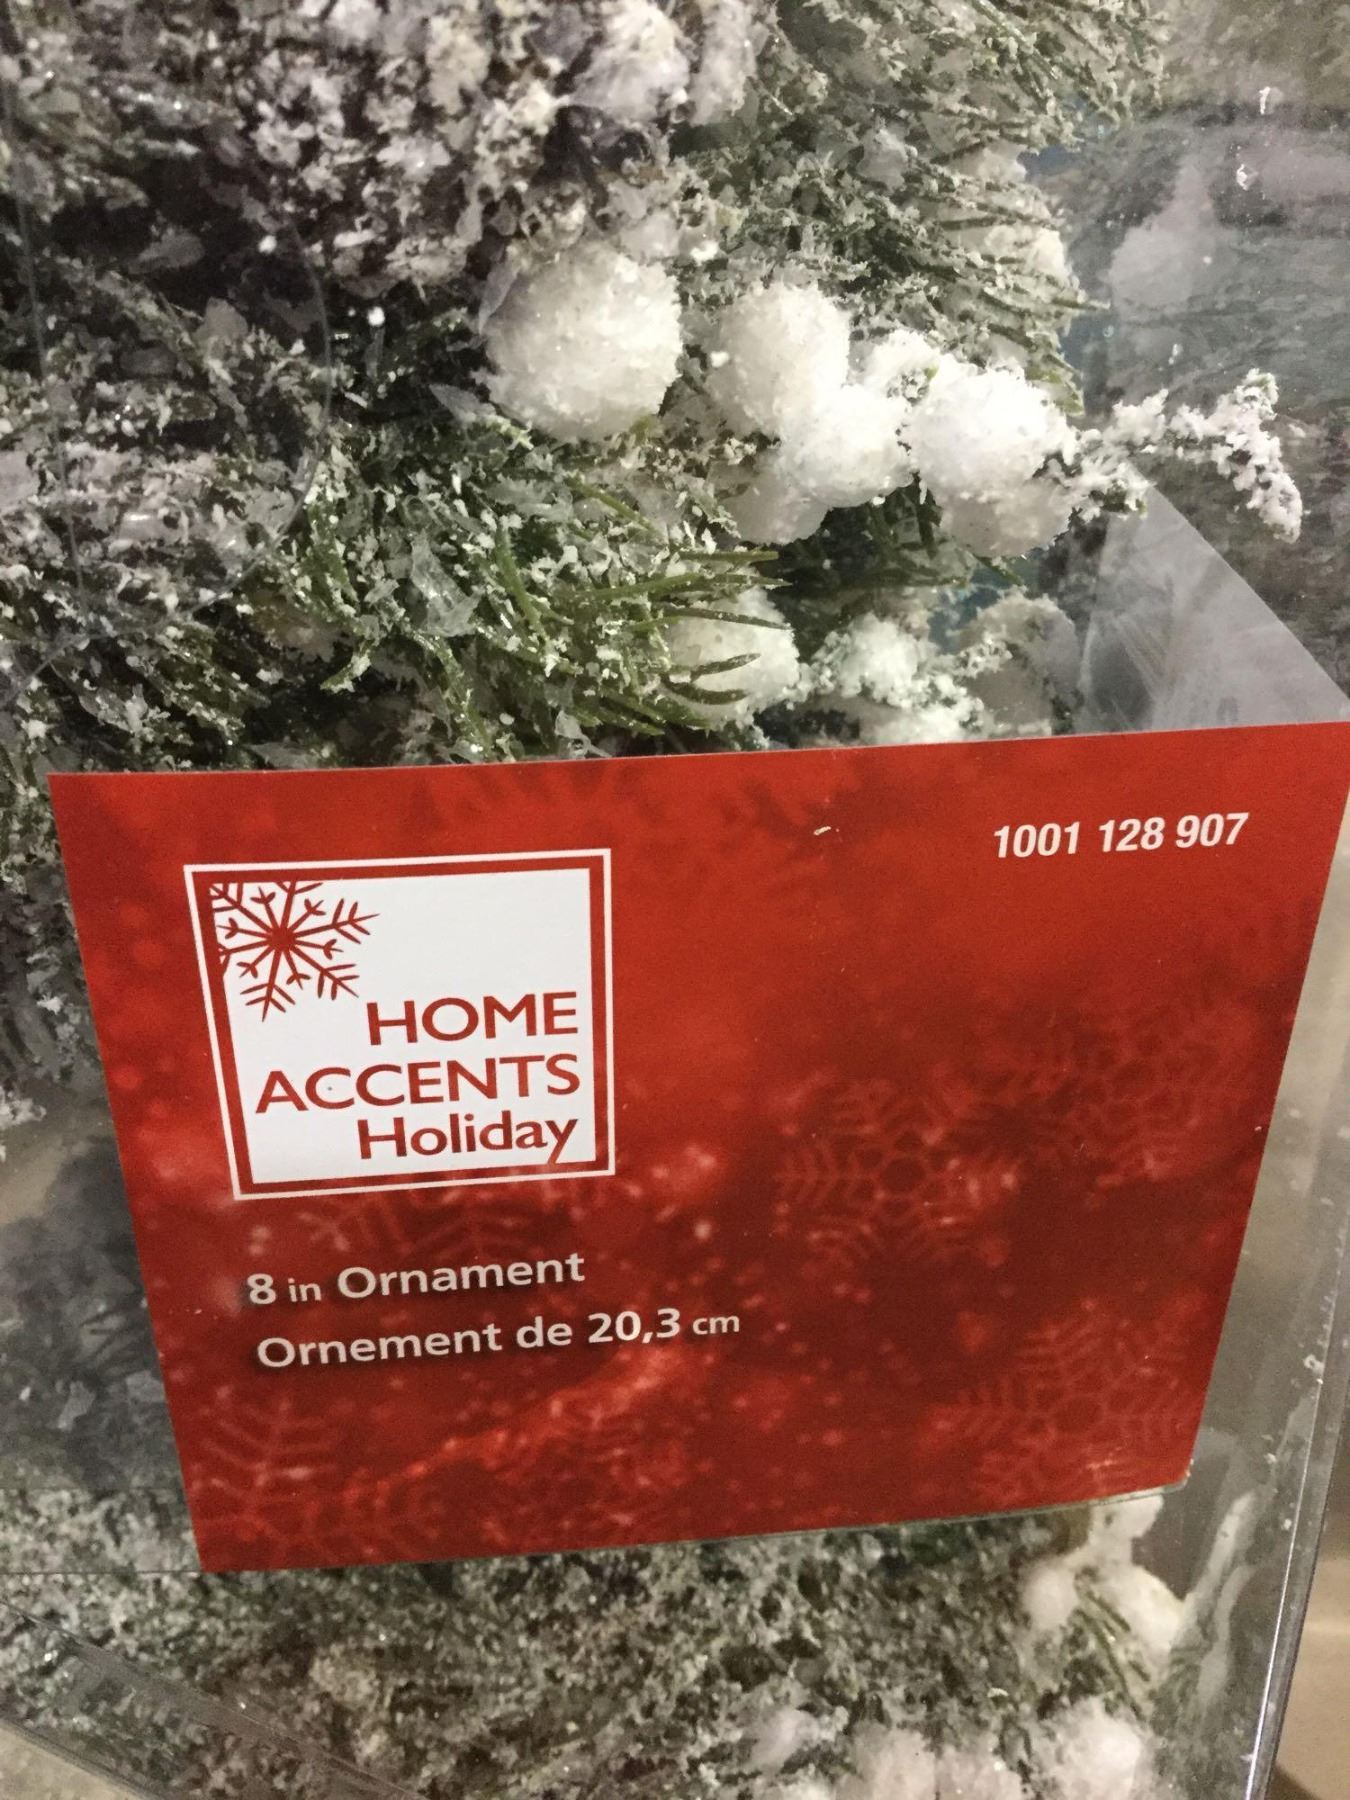 1001 128 907
HOME
ACCENTS
Holiday
8 in Ornament
Ornement de 20,3 cm